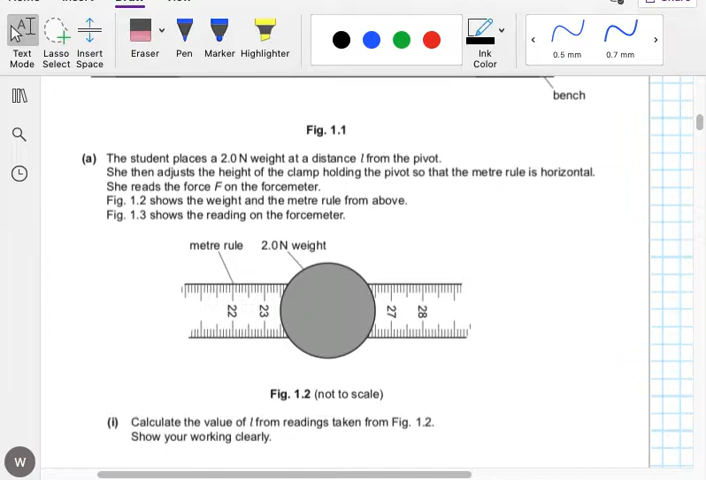 Draw
Text Mode
Lasso Select
Insert Space
Eraser
Pen
Marker
Highlighter
Ink Color
0.5 mm
0.7 mm
bench
Fig. 1.1
(a) The student places a 2.0 N weight at a distance l from the pivot.
She then adjusts the height of the clamp holding the pivot so that the metre rule is horizontal.
She reads the force F on the forcemeter.
Fig. 1.2 shows the weight and the metre rule from above.
Fig. 1.3 shows the reading on the forcemeter.
metre rule 2.0 N weight
22 23 27 28
Fig. 1.2 (not to scale)
(i) Calculate the value of l from readings taken from Fig. 1.2.
Show your working clearly.
W